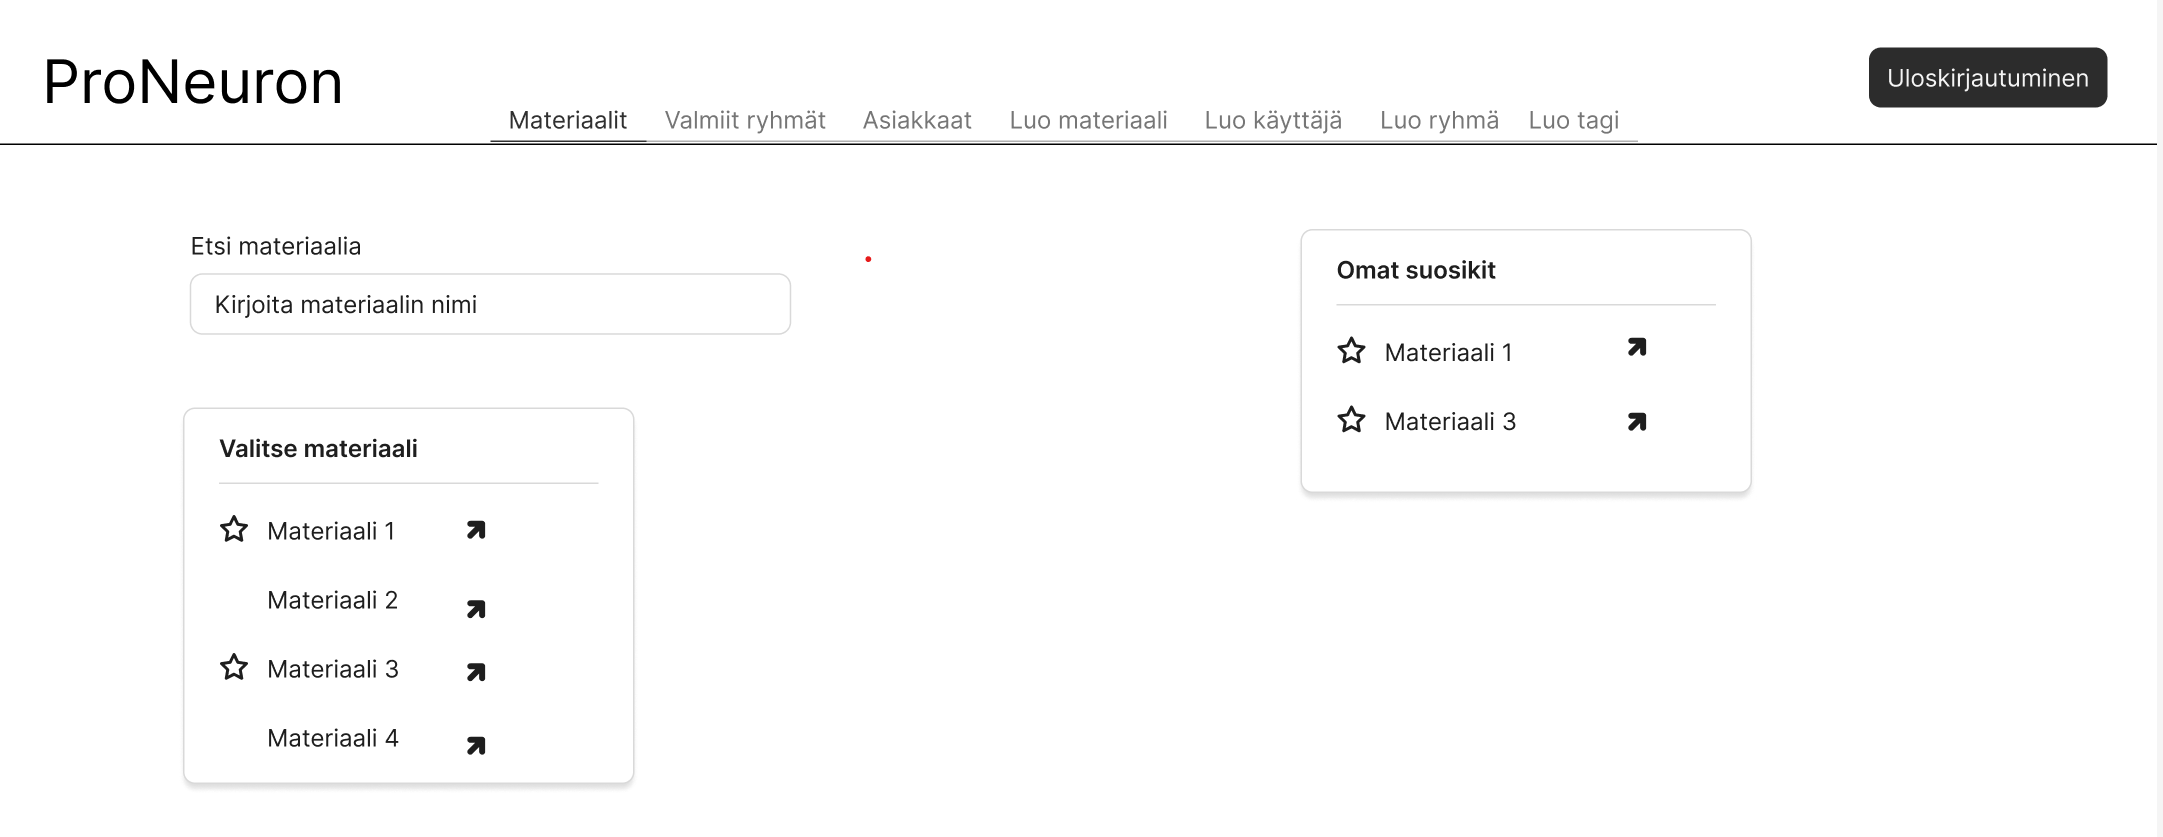 ProNeuron
Materiaalit Valmiit ryhmät Asiakkaat Luo materiaali Luo käyttäjä Luo ryhmä Luo tagi
Uloskirjautuminen
Etsi materiaalia
Kirjoita materiaalin nimi
Valitse materiaali
Materiaali 1
Materiaali 2
Materiaali 3
Materiaali 4
Omat suosikit
Materiaali 1
Materiaali 3